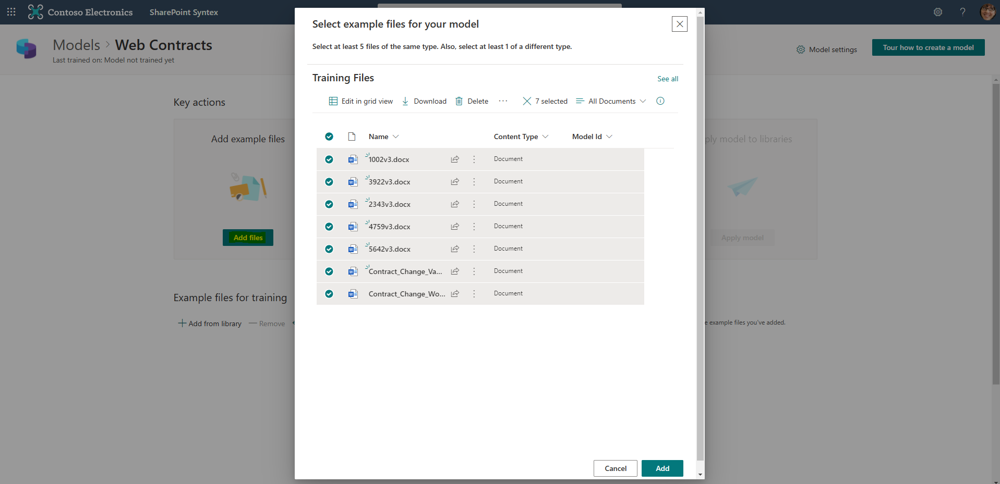 Contoso Electronics
SharePoint Syntex
Models > Web Contracts
Last trained on: Model not trained yet
Model settings
Tour how to create a model
Key actions
Add example files
Add files
ply model to libraries
Apply model
Example files for training
Add from library
Remove
e example files you've added.
Select example files for your model
Select at least 5 files of the same type. Also, select at least 1 of a different type.
Training Files
See all
Edit in grid view
Download
Delete
7 selected
All Documents
Name
Content Type
Model Id
1002v3.docx Document
3922v3.docx Document
2343v3.docx Document
4759v3.docx Document
5642v3.docx Document
Contract_Change_Va... Document
Contract_Change_Wo... Document
Cancel
Add